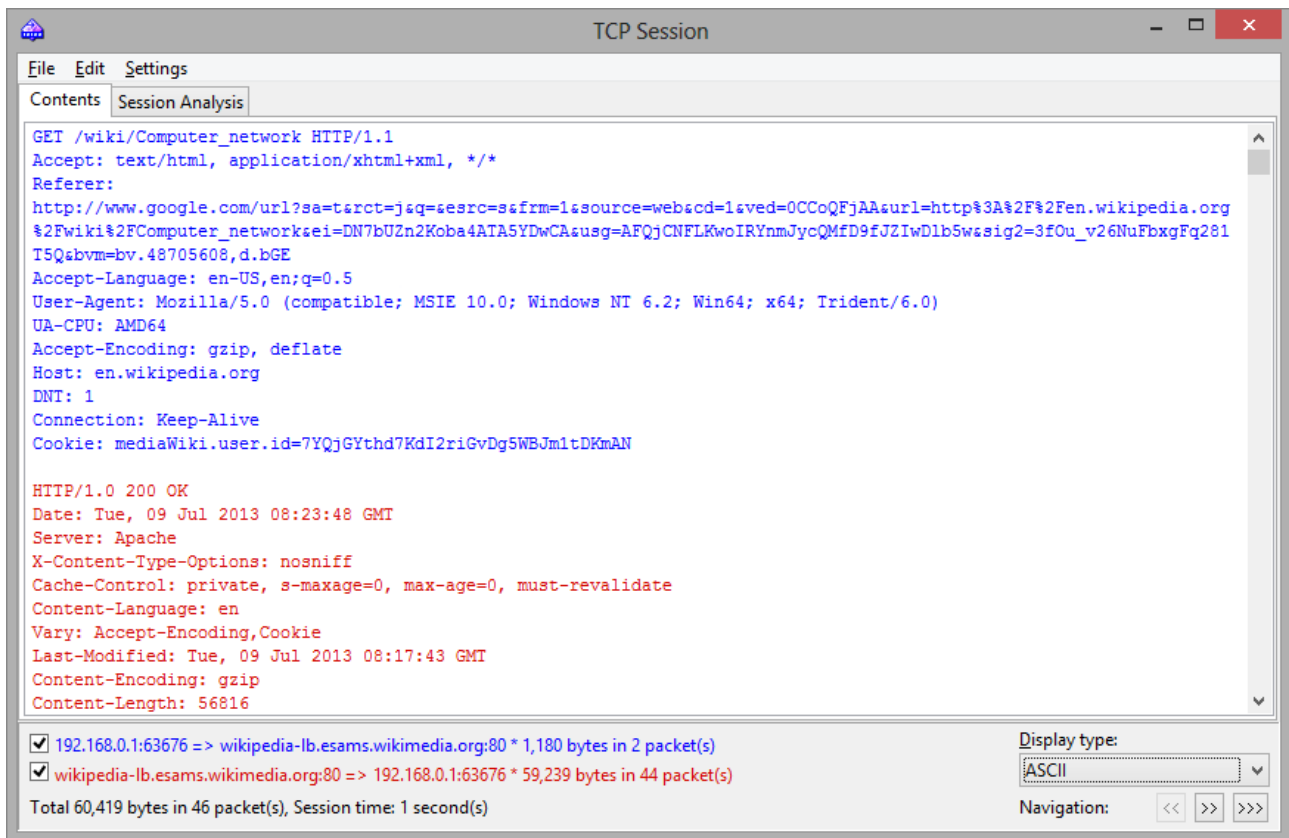 TCP Session
File Edit Settings
Contents Session Analysis
GET /wiki/Computer_network HTTP/1.1
Accept: text/html, application/xhtml+xml, */*
Referer:
http://www.google.com/url?sa=t&rct=j&q=&esrc=s&frm=1&source=web&cd=1&ved=0CCoQFjAA&url=http%3A%2F%2Fen.wikipedia.org
%2Fwiki%2FComputer_network&ei=DN7bUZn2Koba4ATA5YDwCA&usg=AFQjCNFLKwoIRYnmJycQMfD9fJZIwDlb5w&sig2=3fOu_v26NuFbxgFq281
T5Q&bvm=bv.48705608,d.bGE
Accept-Language: en-US,en;q=0.5
User-Agent: Mozilla/5.0 (compatible; MSIE 10.0; Windows NT 6.2; Win64; x64; Trident/6.0)
UA-CPU: AMD64
Accept-Encoding: gzip, deflate
Host: en.wikipedia.org
DNT: 1
Connection: Keep-Alive
Cookie: mediaWiki.user.id=7YQjGYthd7KdI2riGvDg5WBJm1tDKmAN
HTTP/1.0 200 OK
Date: Tue, 09 Jul 2013 08:23:48 GMT
Server: Apache
X-Content-Type-Options: nosniff
Cache-Control: private, s-maxage=0, max-age=0, must-revalidate
Content-Language: en
Vary: Accept-Encoding,Cookie
Last-Modified: Tue, 09 Jul 2013 08:17:43 GMT
Content-Encoding: gzip
Content-Length: 56816
192.168.0.1:63676 => wikipedia-lb.esams.wikimedia.org:80 * 1,180 bytes in 2 packet(s)
wikipedia-lb.esams.wikimedia.org:80 => 192.168.0.1:63676 * 59,239 bytes in 44 packet(s)
Total 60,419 bytes in 46 packet(s), Session time: 1 second(s)
Display type:
ASCII
Navigation: << >> >>>